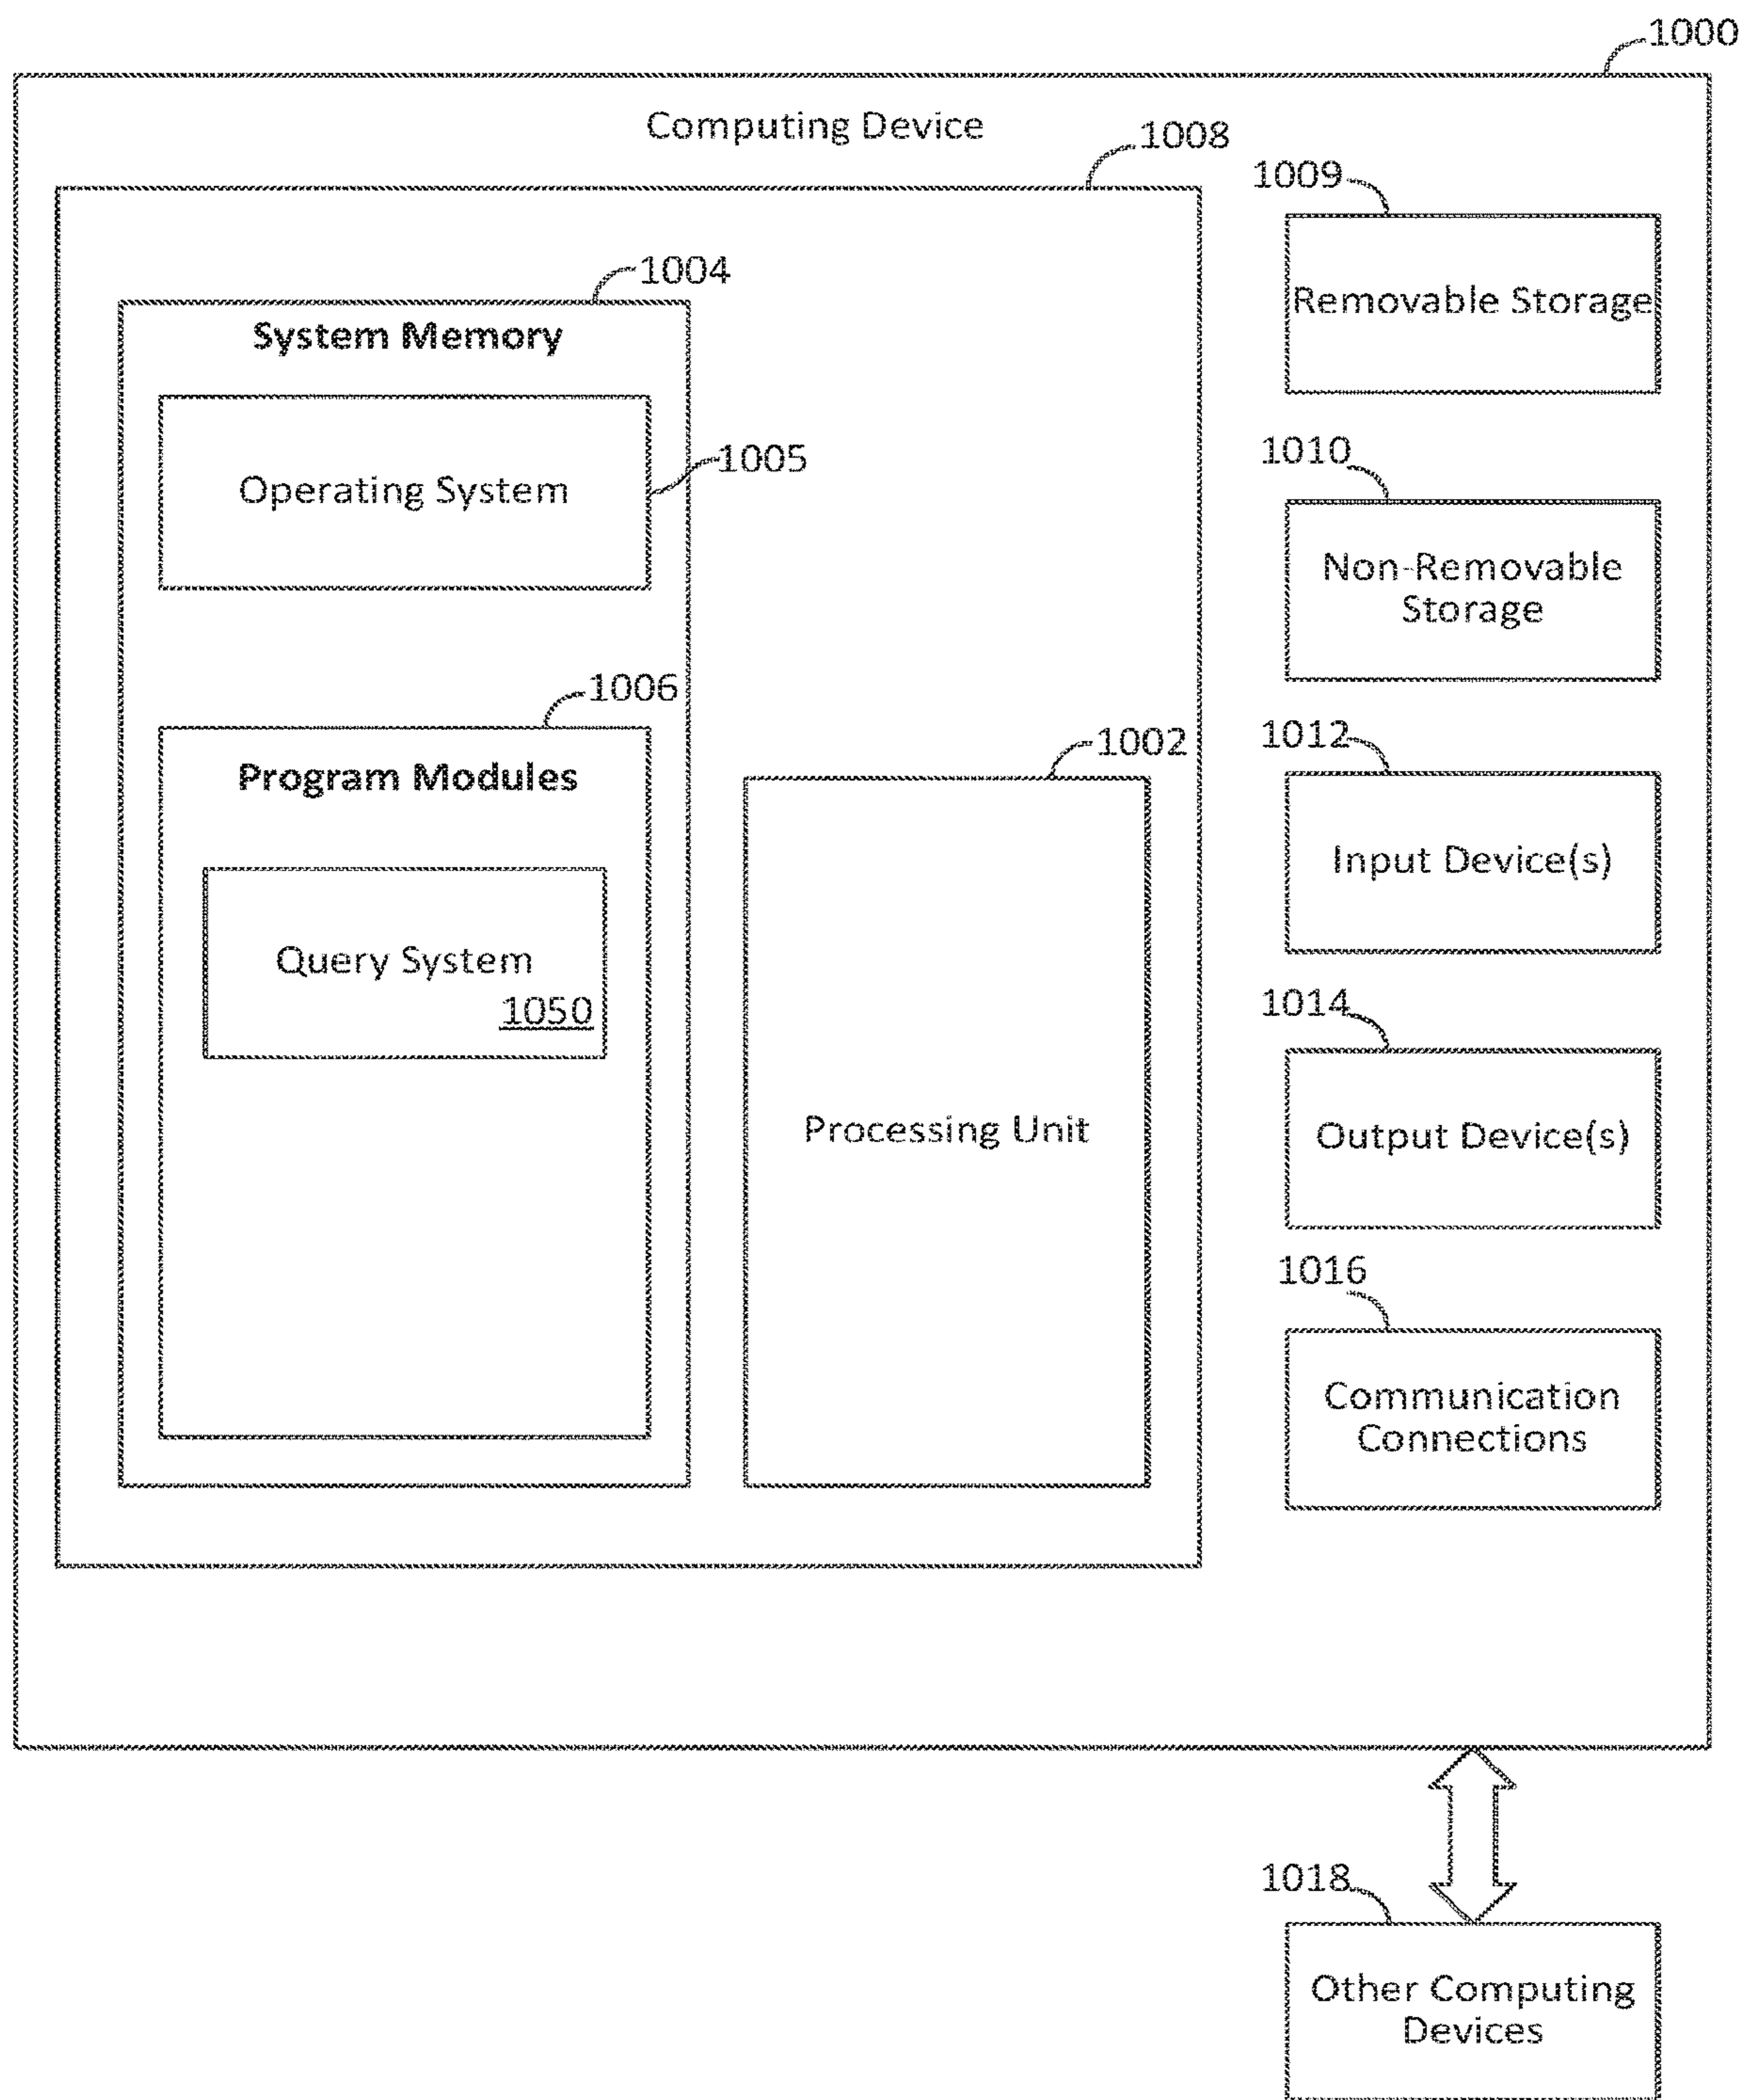 1000
Computing Device
1008
1009
Removable Storage
1004
System Memory
Operating System
1005
1010
Non-Removable
Storage
1006
Program Modules
Query System
1050
1002
Processing Unit
1012
Input Device(s)
1014
Output Device(s)
1016
Communication
Connections
1018
Other Computing
Devices